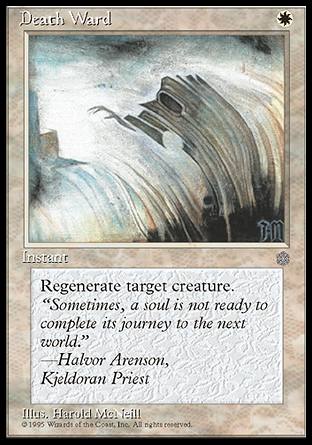 Death Ward
Instant
Regenerate target creature.
“Sometimes, a soul is not ready to
complete its journey to the next
world.”
—Halvor Arenson,
Kjeldoran Priest
Illus. Harold McNeill
©1995 Wizards of the Coast, Inc. All rights reserved.